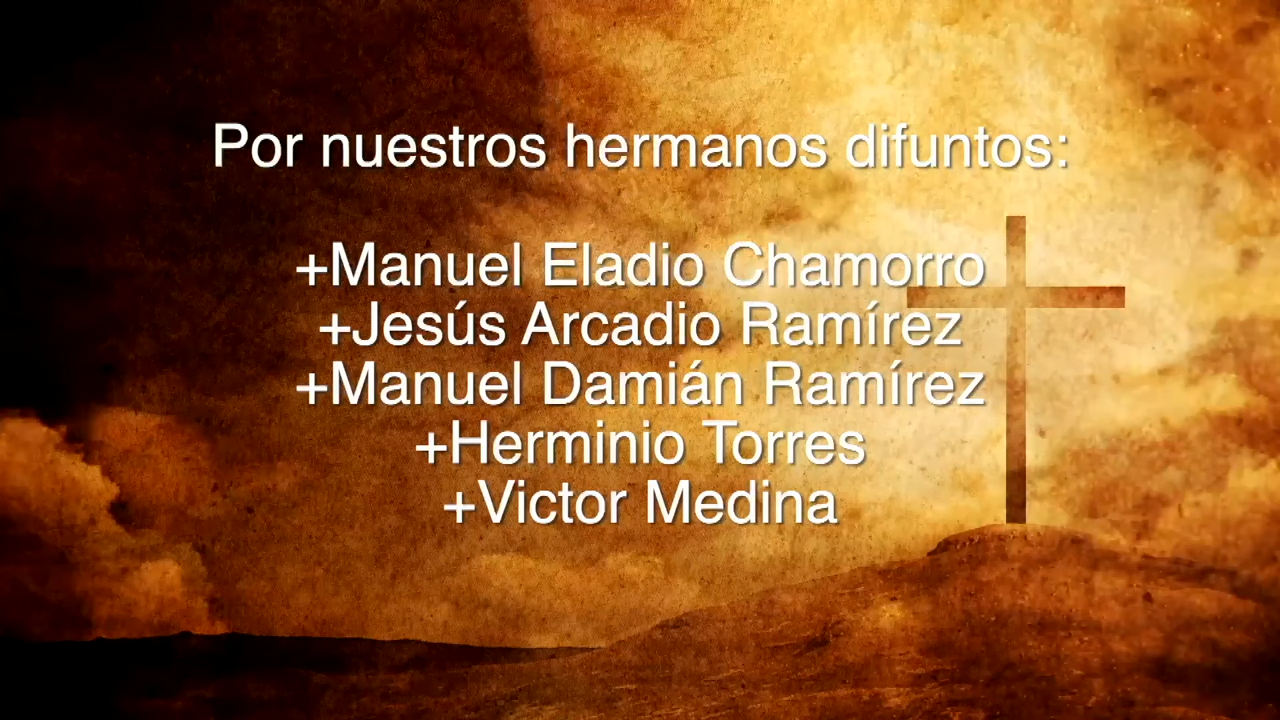 Por nuestros hermanos difuntos:
+Manuel Eladio Chamorro
+Jesús Arcadio Ramírez
+Manuel Damián Ramírez
+Herminio Torres
+Victor Medina